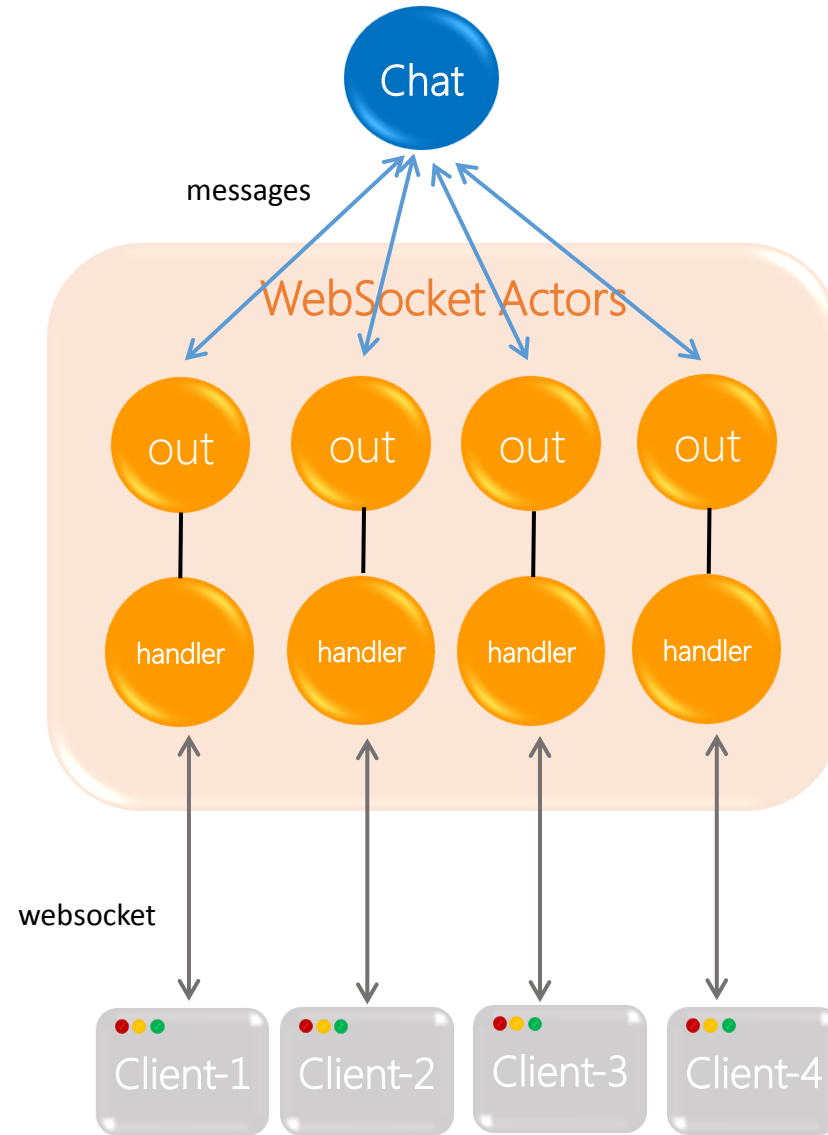 Chat
messages
WebSocket Actors
out
out
out
out
handler
handler
handler
handler
websocket
Client-1
Client-2
Client-3
Client-4